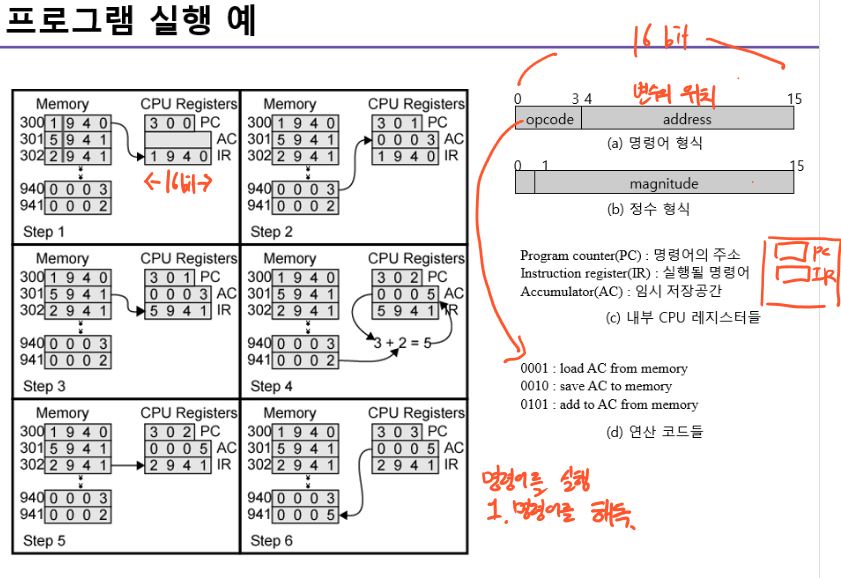 프로그램 실행 예
16 bit
Memory CPU Registers
300 1 9 4 0 3 0 0 PC
301 5 9 4 1 AC
302 2 9 4 1 1 9 4 0 IR
←16bit→
940 0 0 0 3
941 0 0 0 2
Step 1
Memory CPU Registers
300 1 9 4 0 3 0 1 PC
301 5 9 4 1 0 0 0 3 AC
302 2 9 4 1 1 9 4 0 IR
940 0 0 0 3
941 0 0 0 2
Step 2
Memory CPU Registers
300 1 9 4 0 3 0 1 PC
301 5 9 4 1 0 0 0 3 AC
302 2 9 4 1 5 9 4 1 IR
940 0 0 0 3
941 0 0 0 2
Step 3
Memory CPU Registers
300 1 9 4 0 3 0 2 PC
301 5 9 4 1 0 0 0 5 AC
302 2 9 4 1 5 9 4 1 IR
940 0 0 0 3 3 + 2 = 5
941 0 0 0 2
Step 4
Memory CPU Registers
300 1 9 4 0 3 0 2 PC
301 5 9 4 1 0 0 0 5 AC
302 2 9 4 1 2 9 4 1 IR
940 0 0 0 3
941 0 0 0 2
Step 5
Memory CPU Registers
300 1 9 4 0 3 0 3 PC
301 5 9 4 1 0 0 0 5 AC
302 2 9 4 1 2 9 4 1 IR
940 0 0 0 3
941 0 0 0 5
Step 6
변수의 위치
0 3 4 15
opcode address
(a) 명령어 형식
0 1 15
magnitude
(b) 정수 형식
Program counter(PC) : 명령어의 주소
Instruction register(IR) : 실행될 명령어
Accumulator(AC) : 임시 저장공간
PC
IR
(c) 내부 CPU 레지스터들
0001 : load AC from memory
0010 : save AC to memory
0101 : add to AC from memory
(d) 연산 코드들
명령어를 실행
1. 명령어를 해독.